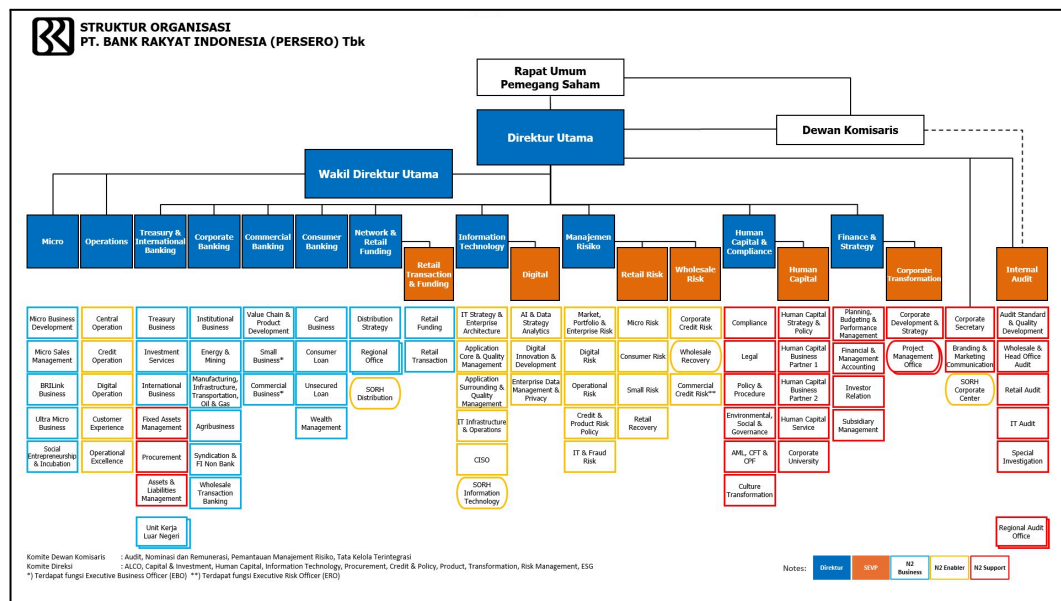 STRUKTUR ORGANISASI
PT. BANK RAKYAT INDONESIA (PERSERO) Tbk
Rapat Umum
Pemegang Saham
Direktur Utama
Dewan Komisaris
Wakil Direktur Utama
Micro
Operations
Treasury &
International
Banking
Corporate
Banking
Commercial
Banking
Consumer
Banking
Network &
Retail
Funding
Retail
Transaction
& Funding
Information
Technology
Digital
Manajemen
Risiko
Retail Risk
Wholesale
Risk
Human
Capital &
Compliance
Human
Capital
Finance &
Strategy
Corporate
Transformation
Internal
Audit
Micro Business
Development
Micro Sales
Management
BRILink
Business
Ultra Micro
Business
Social
Entrepreneurship
& Incubation
Central
Operation
Credit
Operation
Digital
Operation
Customer
Experience
Operational
Excellence
Treasury
Business
Investment
Services
International
Business
Fixed Assets
Management
Procurement
Assets &
Liabilities
Management
Unit Kerja
Luar Negeri
Institutional
Business
Energy &
Mining
Manufacturing,
Infrastructure,
Transportation,
Oil & Gas
Agribusiness
Syndication &
FI Non Bank
Wholesale
Transaction
Banking
Value Chain &
Product
Development
Small
Business*
Commercial
Business*
Card
Business
Consumer
Loan
Unsecured
Loan
Wealth
Management
Distribution
Strategy
Regional
Office
SORH
Distribution
Retail
Funding
Retail
Transaction
IT Strategy &
Enterprise
Architecture
Application
Core & Quality
Management
Application
Surrounding &
Quality
Management
IT Infrastructure
& Operations
CISO
SORH
Information
Technology
AI & Data
Strategy
Analytics
Digital
Innovation &
Development
Enterprise Data
Management &
Privacy
Market,
Portfolio &
Enterprise Risk
Digital
Risk
Operational
Risk
Credit &
Product Risk
Policy
IT & Fraud
Risk
Micro Risk
Consumer Risk
Small Risk
Retail
Recovery
Corporate
Credit Risk
Wholesale
Recovery
Commercial
Credit Risk**
Compliance
Legal
Policy &
Procedure
Environmental,
Social &
Governance
AML, CFT &
CPF
Culture
Transformation
Human Capital
Strategy &
Policy
Human Capital
Business
Partner 1
Human Capital
Business
Partner 2
Human Capital
Service
Corporate
University
Planning,
Budgeting &
Performance
Management
Financial &
Management
Accounting
Investor
Relation
Subsidiary
Management
Corporate
Development &
Strategy
Project
Management
Office
Corporate
Secretary
Branding &
Marketing
Communication
SORH
Corporate
Center
Audit Standard
& Quality
Development
Wholesale &
Head Office
Audit
Retail Audit
IT Audit
Special
Investigation
Regional Audit
Office
Komite Dewan Komisaris : Audit, Nominasi dan Remunerasi, Pemantauan Manajement Risiko, Tata Kelola Terintegrasi
Komite Direksi : ALCO, Capital & Investment, Human Capital, Information Technology, Procurement, Credit & Policy, Product, Transformation, Risk Management, ESG
*) Terdapat fungsi Executive Business Officer (EBO) **) Terdapat fungsi Executive Risk Officer (ERO)
Notes:
Direktur
SEVP
N2
Business
N2 Enabler
N2 Support